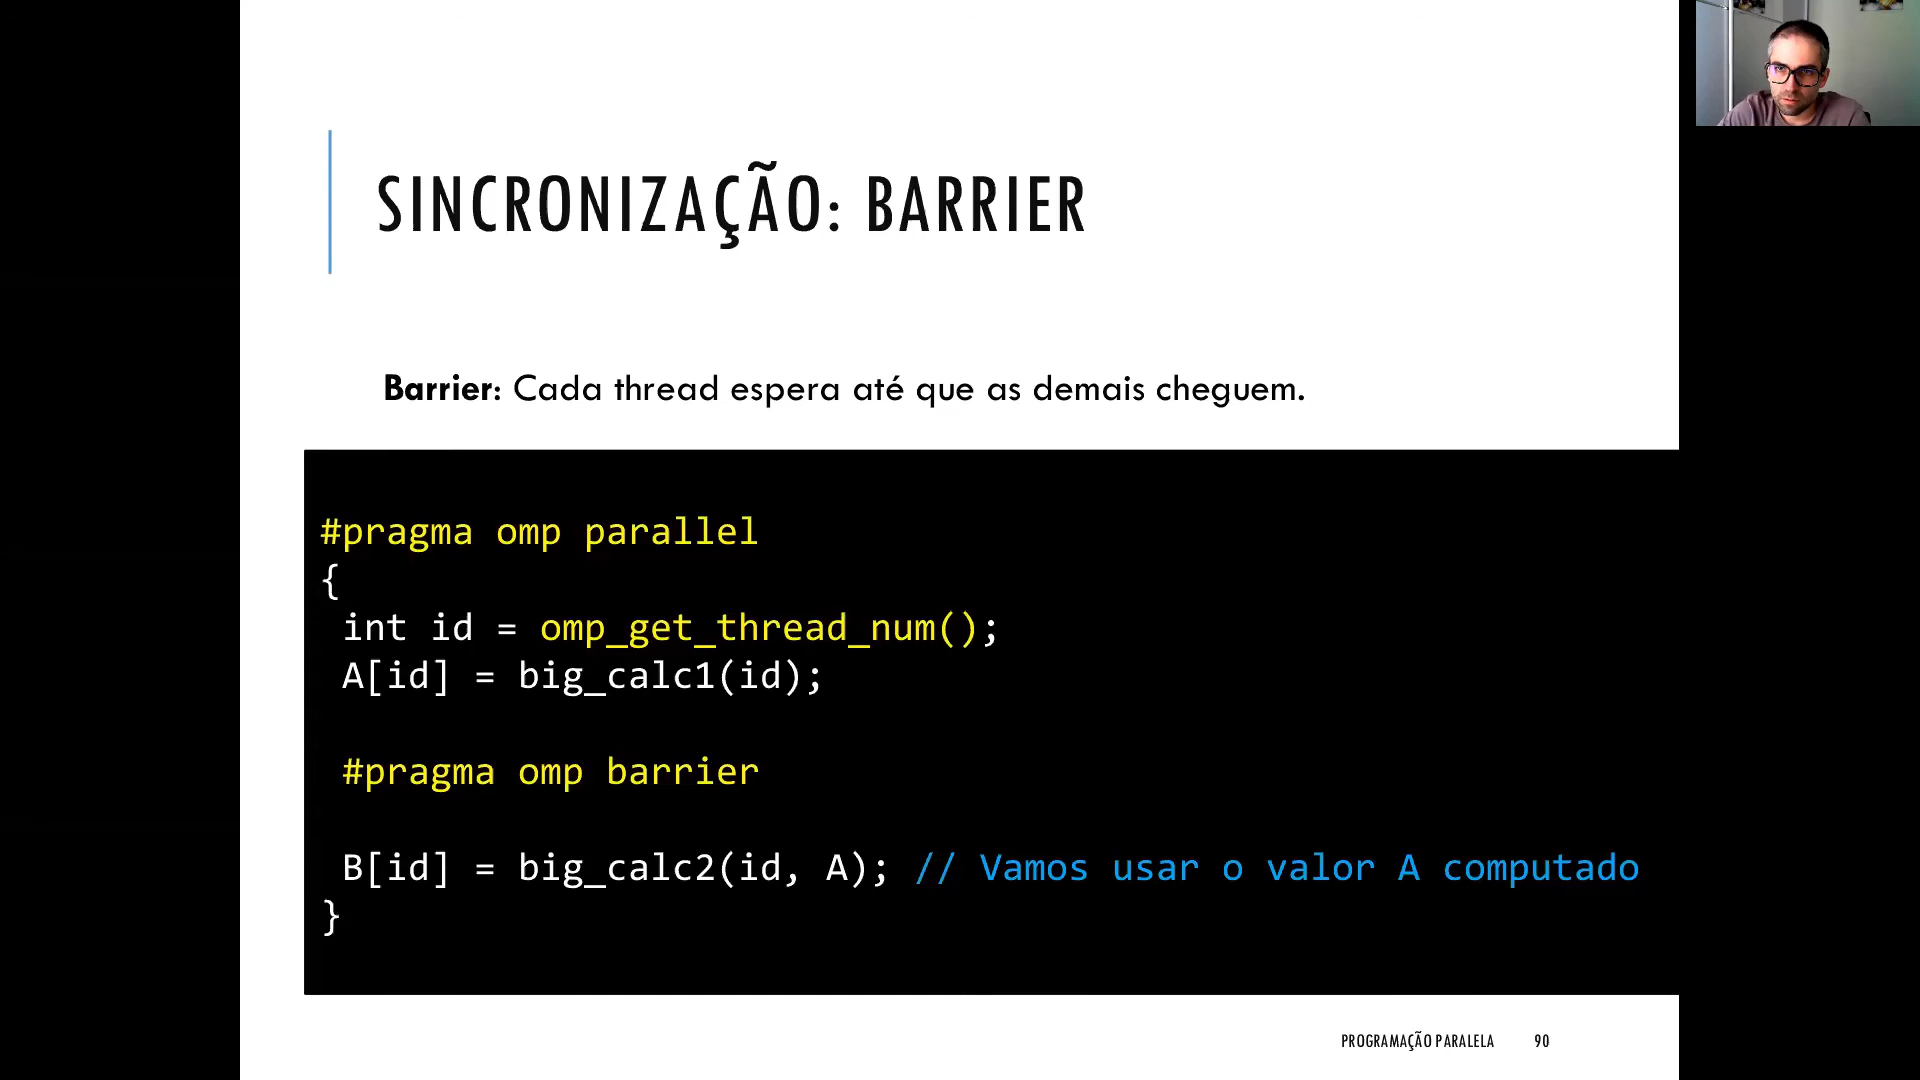 SINCRONIZAÇÃO: BARRIER
Barrier: Cada thread espera até que as demais cheguem.
#pragma omp parallel
{
int id = omp_get_thread_num();
A[id] = big_calc1(id);
#pragma omp barrier
B[id] = big_calc2(id, A); // Vamos usar o valor A computado
}
PROGRAMAÇÃO PARALELA 90